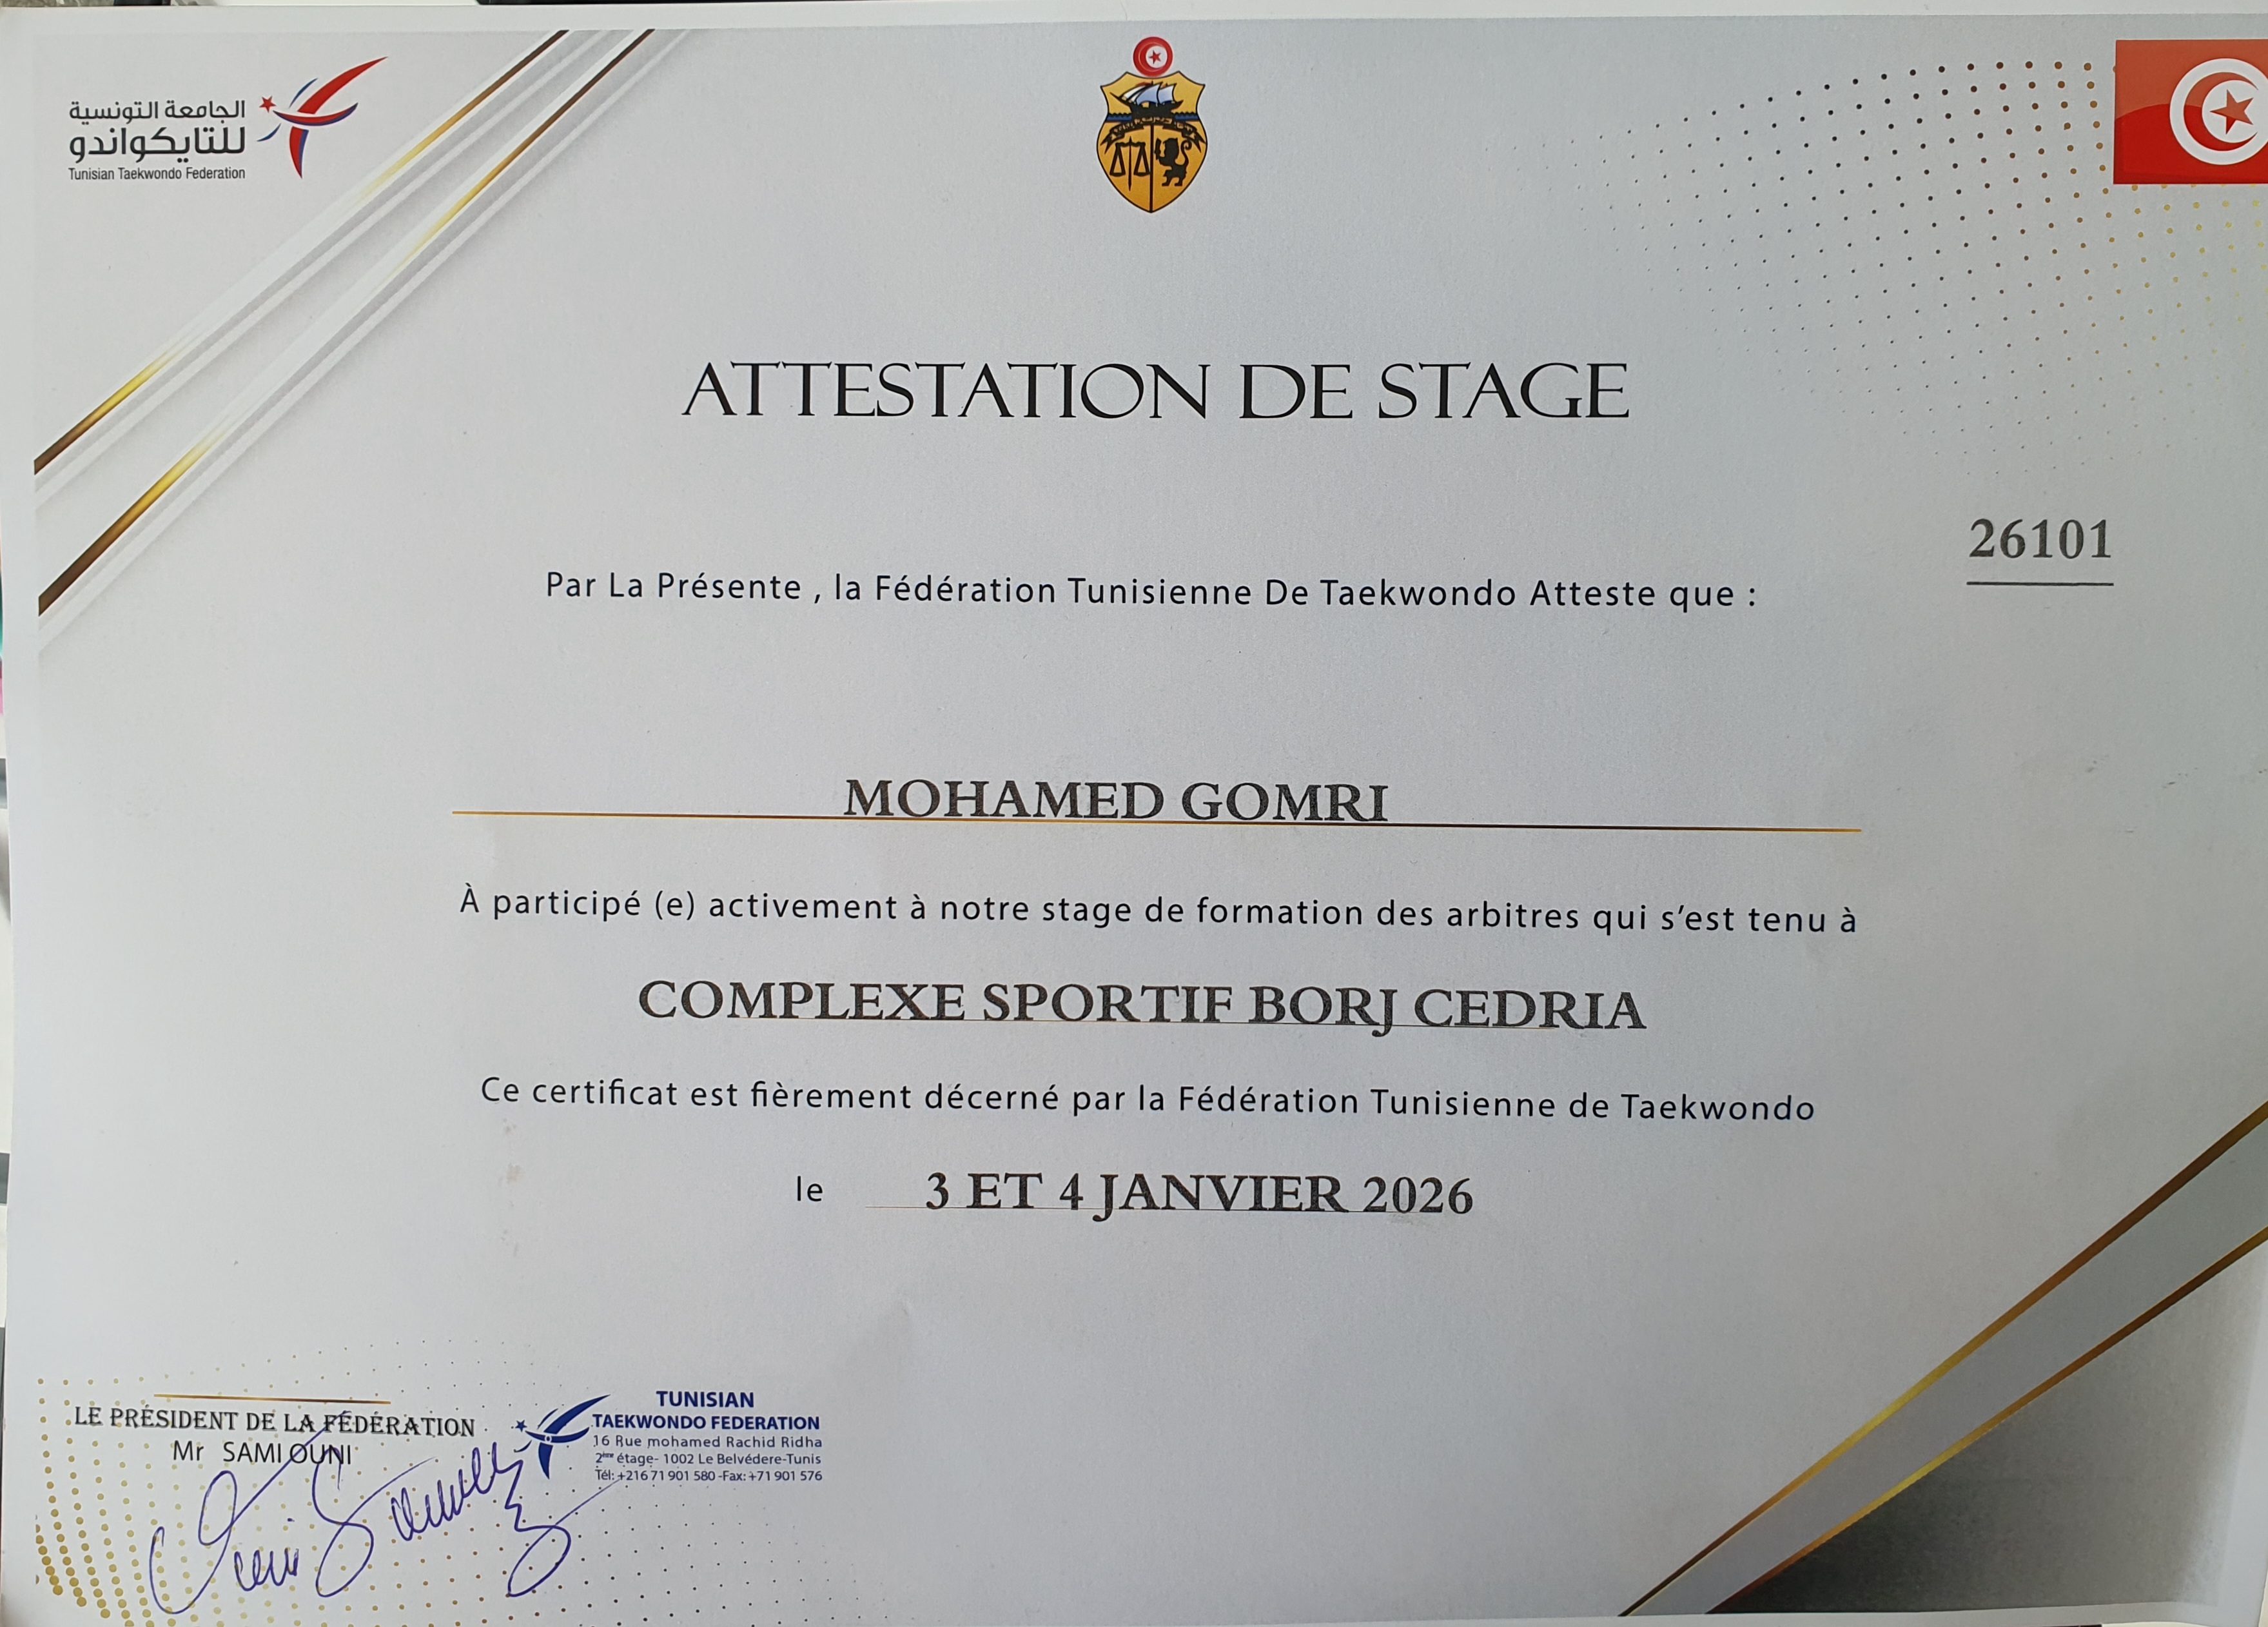 الجامعة التونسية
للتايكواندو
Tunisian Taekwondo Federation
ATTESTATION DE STAGE
26101
Par La Présente , la Fédération Tunisienne De Taekwondo Atteste que :
MOHAMED GOMRI
À participé (e) activement à notre stage de formation des arbitres qui s’est tenu à
COMPLEXE SPORTIF BORJ CEDRIA
Ce certificat est fièrement décerné par la Fédération Tunisienne de Taekwondo
le 3 ET 4 JANVIER 2026
LE PRÉSIDENT DE LA FÉDÉRATION
Mr SAMI OUNI
TUNISIAN
TAEKWONDO FEDERATION
16 Rue mohamed Rachid Ridha
2ème étage- 1002 Le Belvédere-Tunis
Tél: +216 71 901 580 -Fax: +71 901 576